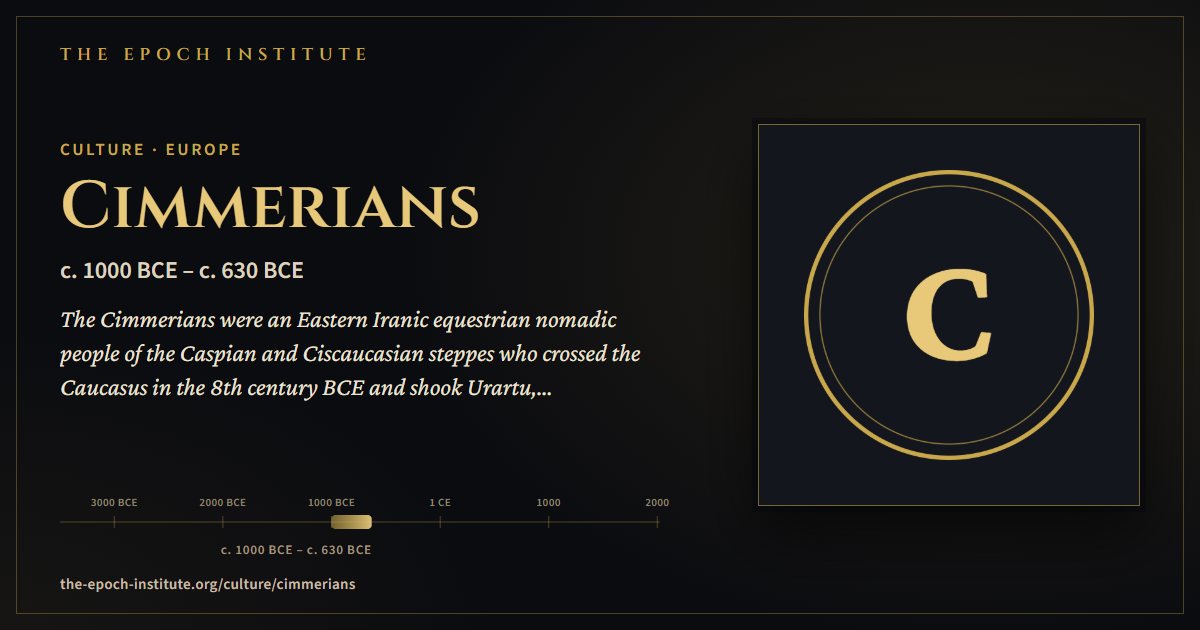 THE EPOCH INSTITUTE
CULTURE · EUROPE
CIMMERIANS
c. 1000 BCE – c. 630 BCE
The Cimmerians were an Eastern Iranic equestrian nomadic
people of the Caspian and Ciscaucasian steppes who crossed the
Caucasus in the 8th century BCE and shook Urartu,...
C
3000 BCE 2000 BCE 1000 BCE 1 CE 1000 2000
c. 1000 BCE – c. 630 BCE
the-epoch-institute.org/culture/cimmerians